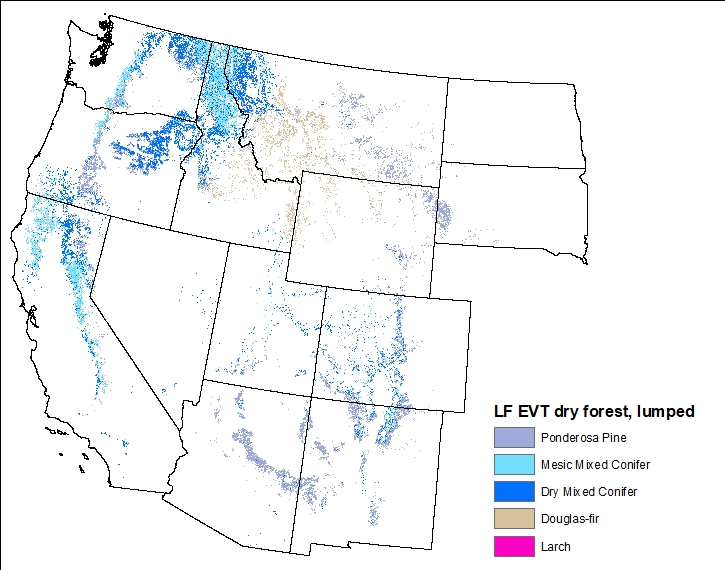 LF EVT dry forest, lumped
Ponderosa Pine
Mesic Mixed Conifer
Dry Mixed Conifer
Douglas-fir
Larch